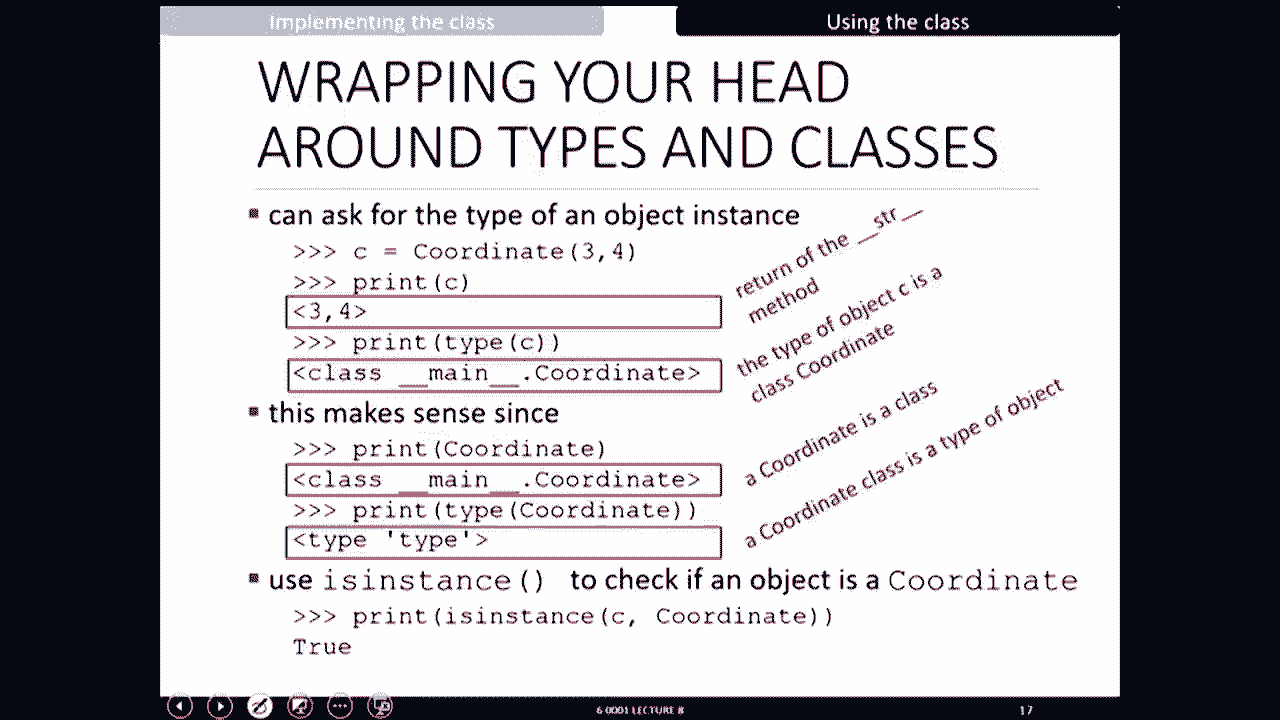 Implementing the class
Using the class
WRAPPING YOUR HEAD
AROUND TYPES AND CLASSES
▪ can ask for the type of an object instance
>>> c = Coordinate(3,4)
>>> print(c)
<3,4>
return of the __str__
method
>>> print(type(c))
<class __main__.Coordinate>
the type of object c is a
class Coordinate
▪ this makes sense since
>>> print(Coordinate)
<class __main__.Coordinate>
a Coordinate is a class
>>> print(type(Coordinate))
<type 'type'>
a Coordinate class is a type of object
▪ use isinstance() to check if an object is a Coordinate
>>> print(isinstance(c, Coordinate))
True
6.0001 LECTURE 8
17